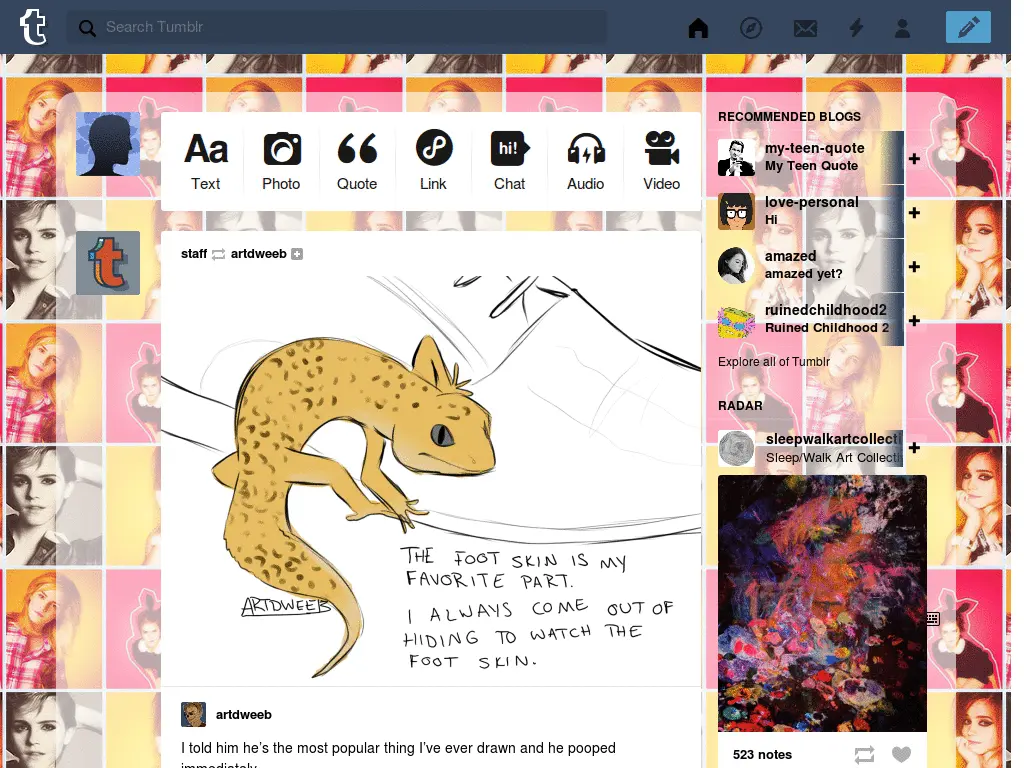 Search Tumblr
Aa
hi!
Text
Photo
Quote
Link
Chat
Audio
Video
staff artdweeb
THE FOOT SKIN IS MY
FAVORITE PART.
I ALWAYS COME OUT OF
HIDING TO WATCH THE
FOOT SKIN.
ARTDWEEB
artdweeb
I told him he's the most popular thing I've ever drawn and he pooped
immediately
RECOMMENDED BLOGS
my-teen-quote
My Teen Quote
love-personal
Hi
amazed
amazed yet?
ruinedchildhood2
Ruined Childhood 2
Explore all of Tumblr
RADAR
sleepwalkartcollecti
Sleep/Walk Art Collecti
523 notes